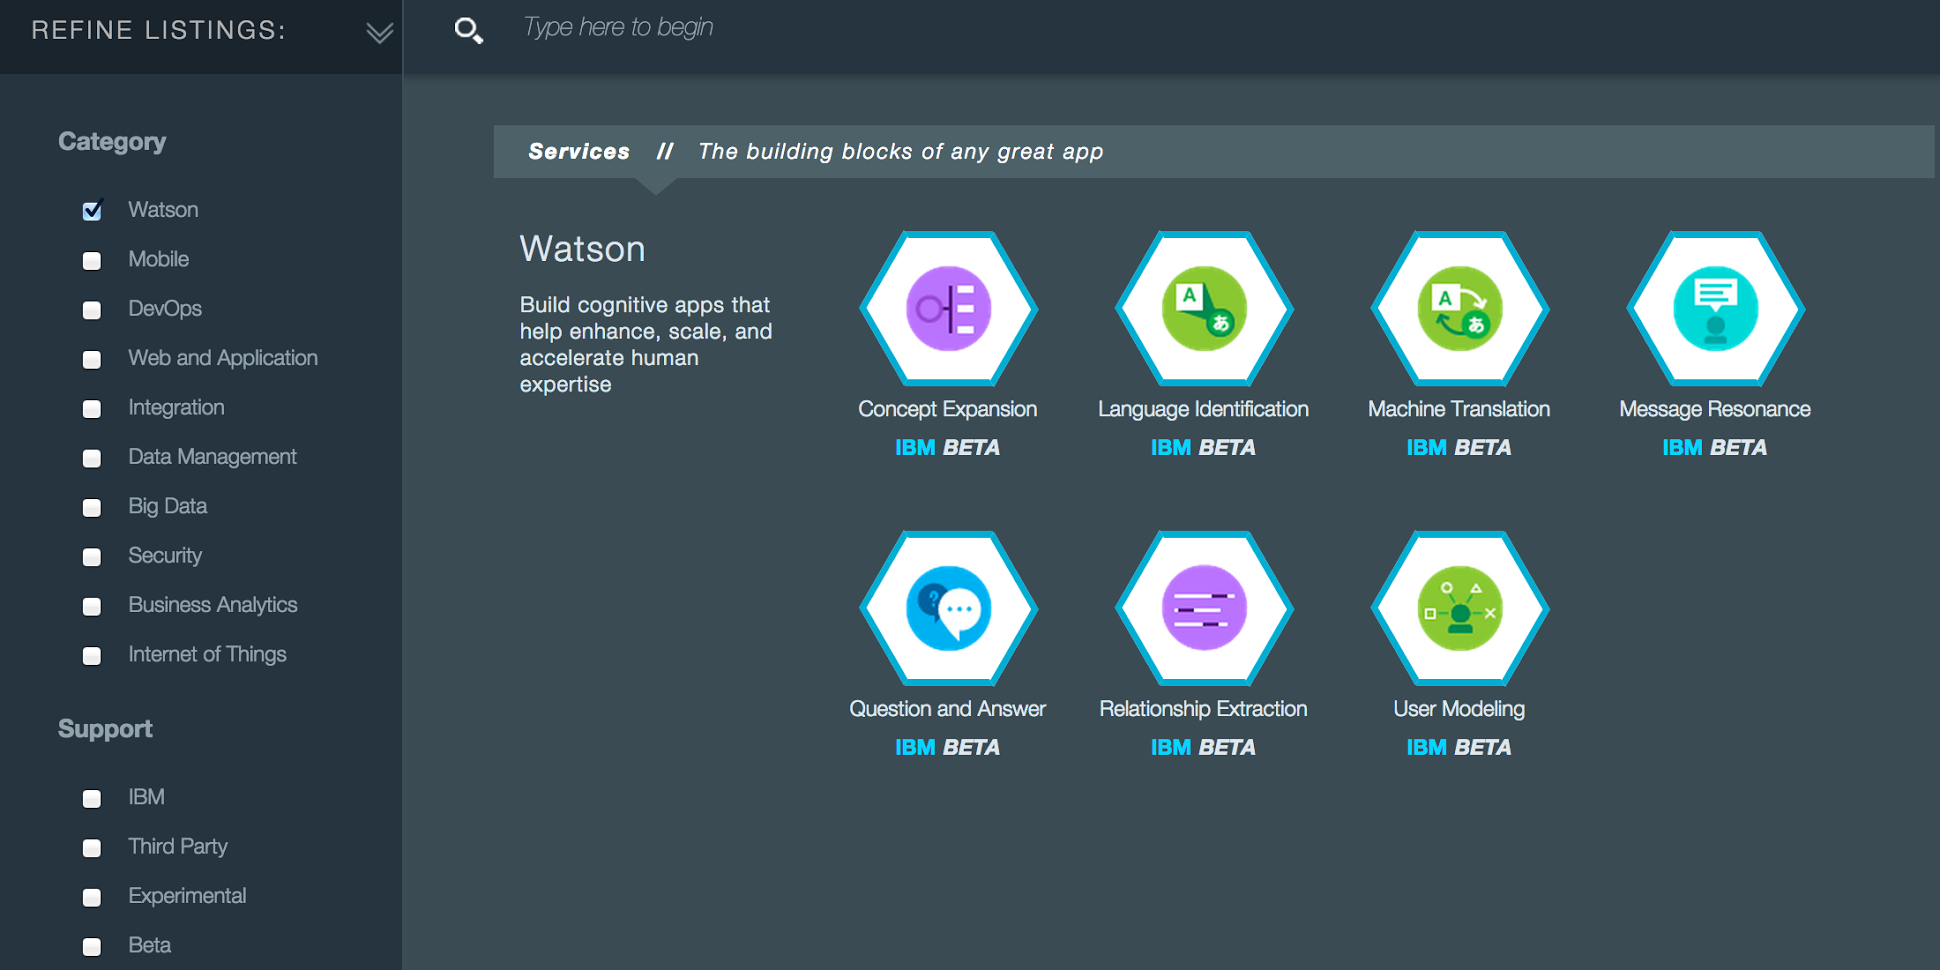 REFINE LISTINGS:
Type here to begin
Category
Watson
Mobile
DevOps
Web and Application
Integration
Data Management
Big Data
Security
Business Analytics
Internet of Things
Support
IBM
Third Party
Experimental
Beta
Services // The building blocks of any great app
Watson
Build cognitive apps that
help enhance, scale, and
accelerate human
expertise
A あ
Concept Expansion
IBM BETA
Language Identification
IBM BETA
A あ
Machine Translation
IBM BETA
Message Resonance
IBM BETA
?
Question and Answer
IBM BETA
Relationship Extraction
IBM BETA
User Modeling
IBM BETA